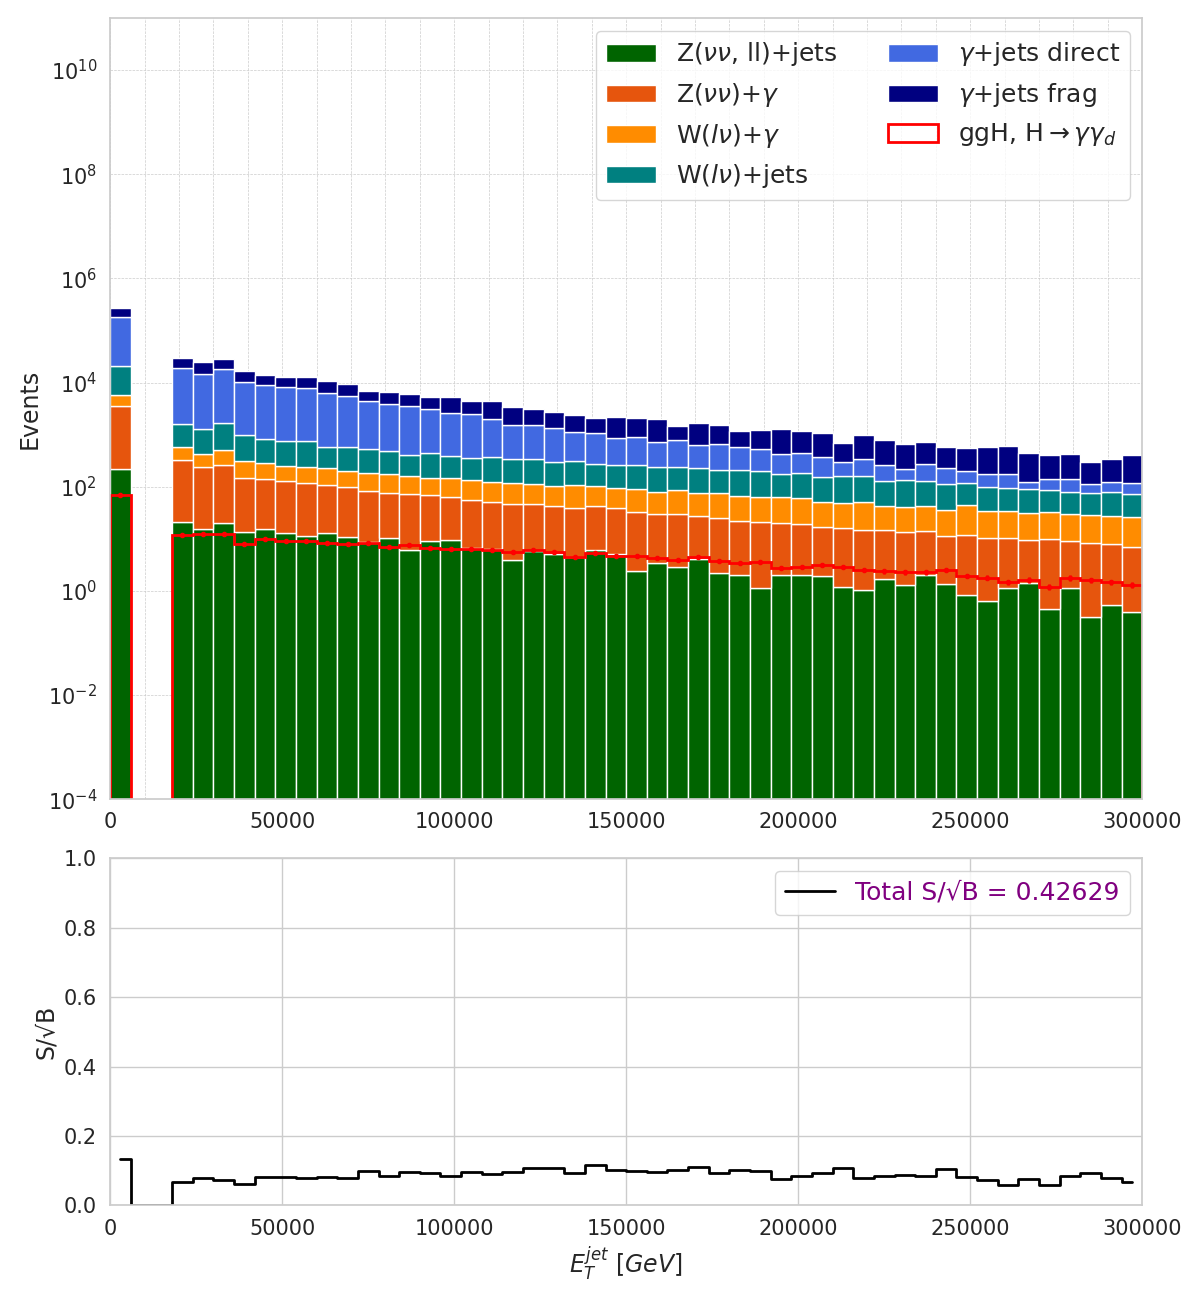 Z(νν, ll)+jets
Z(νν)+γ
W(lν)+γ
W(lν)+jets
γ+jets direct
γ+jets frag
ggH, H→γγ_d
Events
10^10
10^8
10^6
10^4
10^2
10^0
10^−2
10^−4
0 50000 100000 150000 200000 250000 300000
Total S/√B = 0.42629
S/√B
1.0
0.8
0.6
0.4
0.2
0.0
0 50000 100000 150000 200000 250000 300000
E_T^jet [GeV]